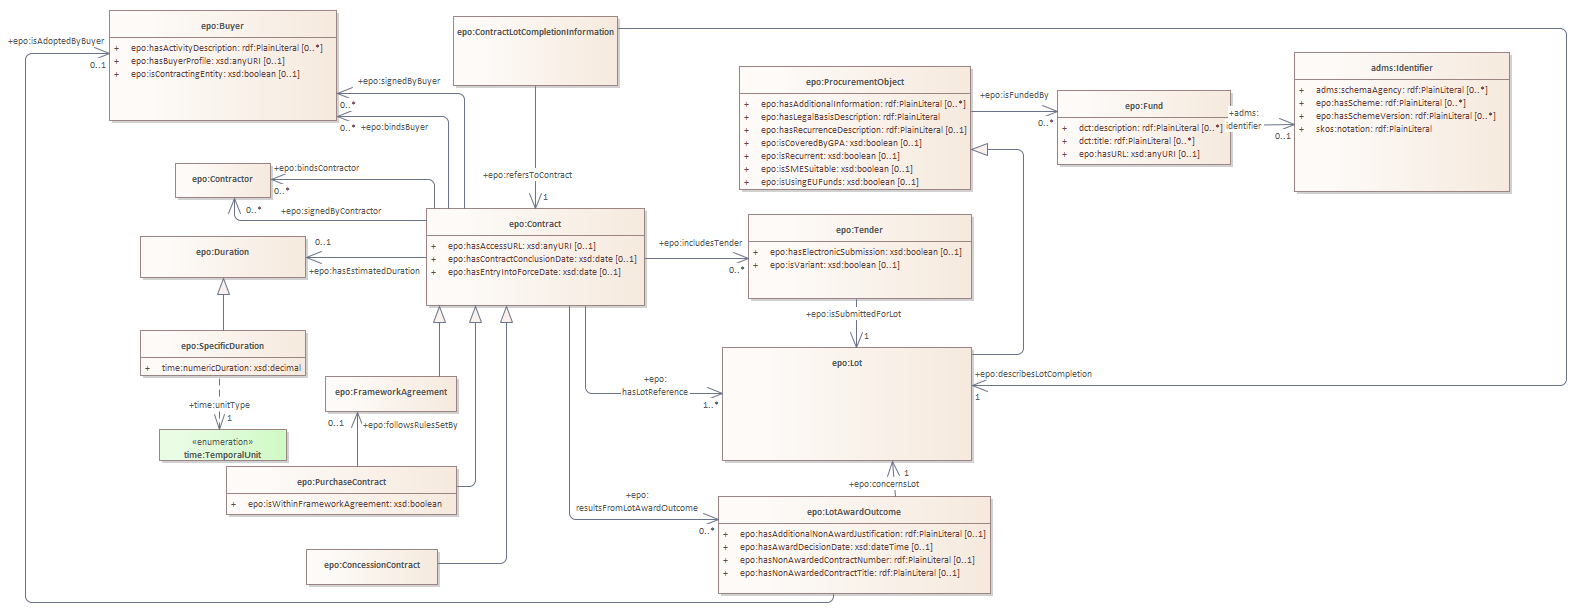 epo:Buyer
+ epo:hasActivityDescription: rdf:PlainLiteral [0..*]
+ epo:hasBuyerProfile: xsd:anyURI [0..1]
+ epo:isContractingEntity: xsd:boolean [0..1]
+epo:isAdoptedByBuyer
0..1
epo:ContractLotCompletionInformation
+epo:signedByBuyer
0..*
0..*
+epo:bindsBuyer
epo:ProcurementObject
+ epo:hasAdditionalInformation: rdf:PlainLiteral [0..*]
+ epo:hasLegalBasisDescription: rdf:PlainLiteral
+ epo:hasRecurrenceDescription: rdf:PlainLiteral [0..1]
+ epo:isCoveredByGPA: xsd:boolean [0..1]
+ epo:isRecurrent: xsd:boolean [0..1]
+ epo:isSMESuitable: xsd:boolean [0..1]
+ epo:isUsingEUFunds: xsd:boolean [0..1]
+epo:isFundedBy
0..*
epo:Fund
+ dct:description: rdf:PlainLiteral [0..*]
+ dct:title: rdf:PlainLiteral [0..*]
+ epo:hasURL: xsd:anyURI [0..1]
+adms:
identifier
0..1
adms:Identifier
+ adms:schemaAgency: rdf:PlainLiteral [0..*]
+ epo:hasScheme: rdf:PlainLiteral [0..*]
+ epo:hasSchemeVersion: rdf:PlainLiteral [0..*]
+ skos:notation: rdf:PlainLiteral
epo:Contractor
+epo:bindsContractor
0..*
0..*
+epo:signedByContractor
+epo:refersToContract
1
epo:Duration
0..1
+epo:hasEstimatedDuration
epo:Contract
+ epo:hasAccessURL: xsd:anyURI [0..1]
+ epo:hasContractConclusionDate: xsd:date [0..1]
+ epo:hasEntryIntoForceDate: xsd:date [0..1]
+epo:includesTender
0..*
epo:Tender
+ epo:hasElectronicSubmission: xsd:boolean [0..1]
+ epo:isVariant: xsd:boolean [0..1]
+epo:isSubmittedForLot
1
epo:SpecificDuration
+ time:numericDuration: xsd:decimal
+time:unitType
1
«enumeration»
time:TemporalUnit
epo:FrameworkAgreement
0..1
+epo:followsRulesSetBy
epo:PurchaseContract
+ epo:isWithinFrameworkAgreement: xsd:boolean
epo:ConcessionContract
+epo:
hasLotReference
1..*
epo:Lot
+epo:describesLotCompletion
1
1
+epo:concernsLot
+epo:
resultsFromLotAwardOutcome
0..*
epo:LotAwardOutcome
+ epo:hasAdditionalNonAwardJustification: rdf:PlainLiteral [0..1]
+ epo:hasAwardDecisionDate: xsd:dateTime [0..1]
+ epo:hasNonAwardedContractNumber: rdf:PlainLiteral [0..1]
+ epo:hasNonAwardedContractTitle: rdf:PlainLiteral [0..1]